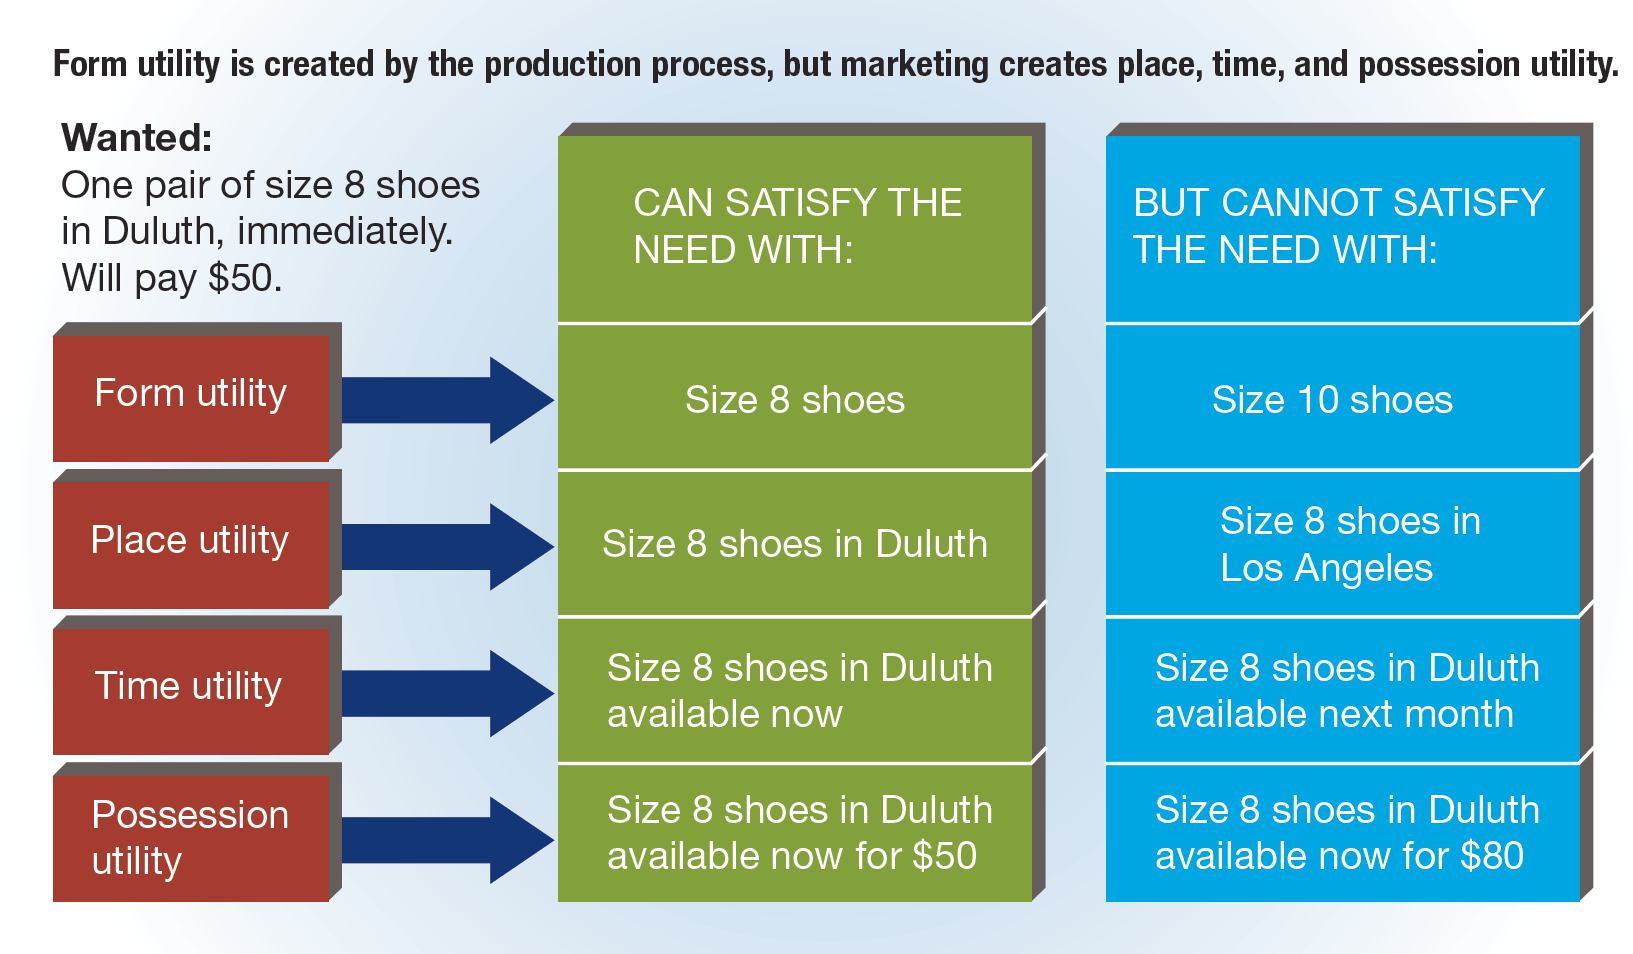 Form utility is created by the production process, but marketing creates place, time, and possession utility.
Wanted:
One pair of size 8 shoes
in Duluth, immediately.
Will pay $50.
CAN SATISFY THE
NEED WITH:
BUT CANNOT SATISFY
THE NEED WITH:
Form utility
Size 8 shoes
Size 10 shoes
Place utility
Size 8 shoes in Duluth
Size 8 shoes in
Los Angeles
Time utility
Size 8 shoes in Duluth
available now
Size 8 shoes in Duluth
available next month
Possession
utility
Size 8 shoes in Duluth
available now for $50
Size 8 shoes in Duluth
available now for $80